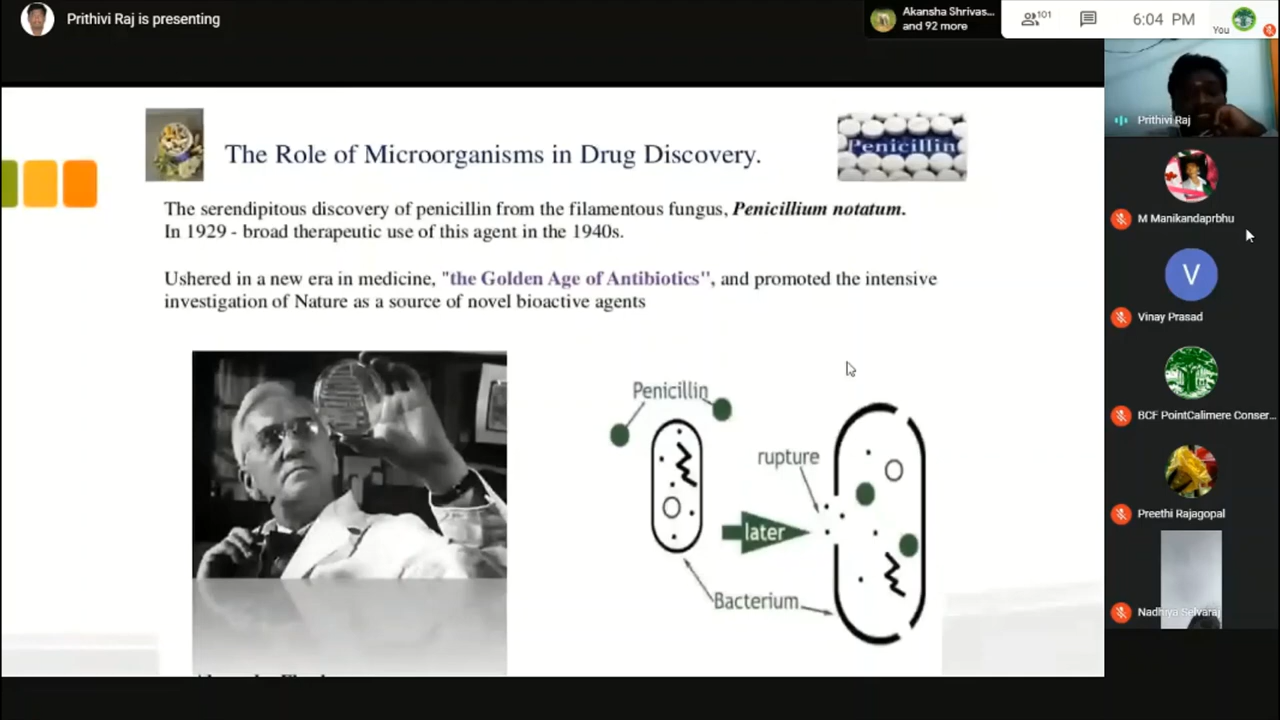 Prithivi Raj is presenting
Akansha Shrivas...
and 92 more
101
6:04 PM
You
The Role of Microorganisms in Drug Discovery.
Penicillin
The serendipitous discovery of penicillin from the filamentous fungus, Penicillium notatum.
In 1929 - broad therapeutic use of this agent in the 1940s.
Ushered in a new era in medicine, "the Golden Age of Antibiotics", and promoted the intensive
investigation of Nature as a source of novel bioactive agents
Penicillin
rupture
later
Bacterium
Prithivi Raj
M Manikandaprbhu
V
Vinay Prasad
BCF PointCalimere Conser...
Preethi Rajagopal
Nadhiya Selvaraj